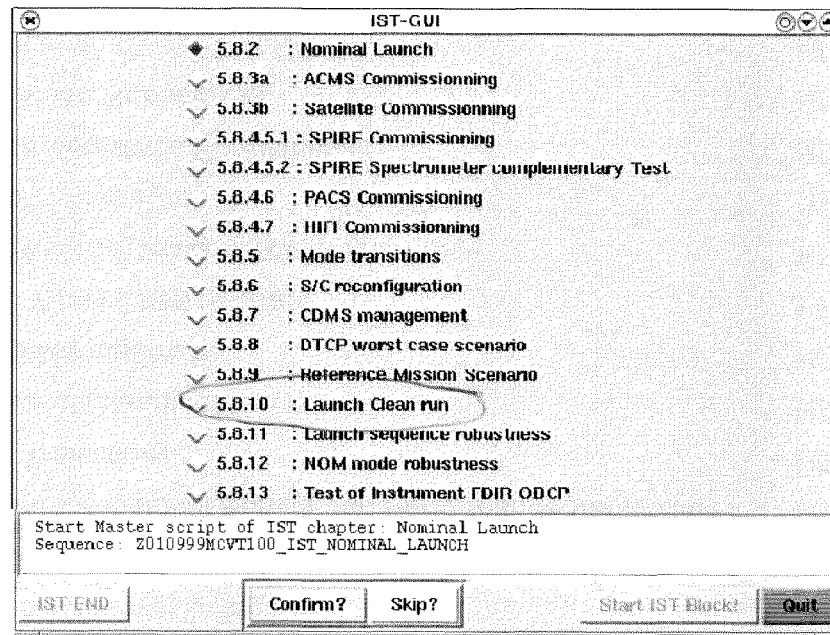 IST-GUI
5.8.2 : Nominal Launch
5.8.3a : ACMS Commissionning
5.8.3b : Satellite Commissionning
5.8.4.5.1 : SPIRE Commissioning
5.8.4.5.2 : SPIRE Spectrometer complementary Test
5.8.4.6 : PACS Commissioning
5.8.4.7 : HIFI Commissionning
5.8.5 : Mode transitions
5.8.6 : S/C reconfiguration
5.8.7 : CDMS management
5.8.8 : DTCP worst case scenario
5.8.9 : Reference Mission Scenario
5.8.10 : Launch Clean run
5.8.11 : Launch sequence robustness
5.8.12 : NOM mode robustness
5.8.13 : Test of Instrument FDIR OBCP
Start Master script of IST chapter: Nominal Launch
Sequence: Z010999MCVT100_IST_NOMINAL_LAUNCH
IST END Confirm? Skip? Start IST Block! Quit